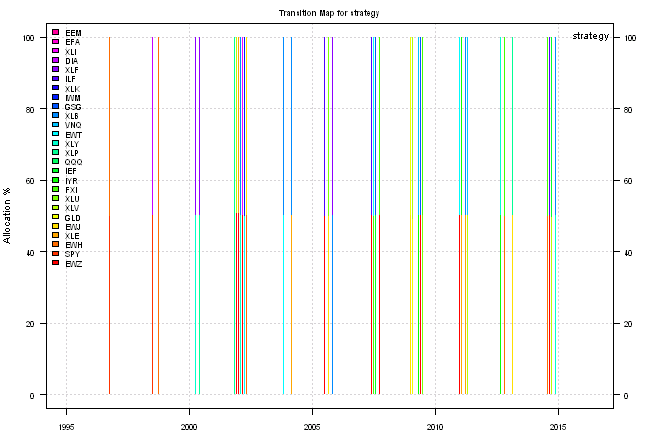 Transition Map for strategy
strategy
Allocation %
100
80
60
40
20
0
100
80
60
40
20
0
EEM
EFA
XLI
DIA
XLF
ILF
XLK
IWM
GSG
XLB
VNQ
EWT
XLY
XLP
QQQ
IEF
IYR
FXI
XLU
XLV
GLD
EWJ
XLE
EWH
SPY
EWZ
1995
2000
2005
2010
2015